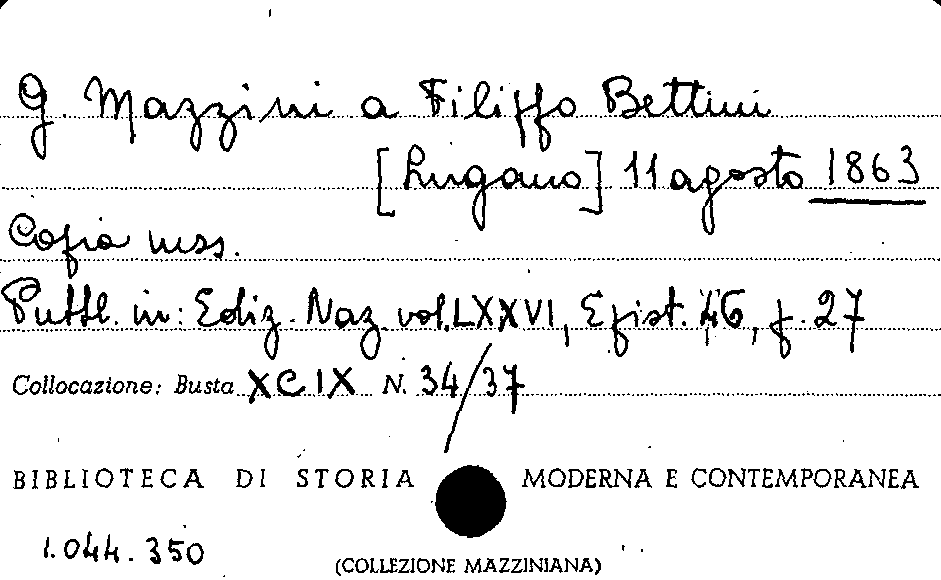 G. Mazzini a Filippo Bettini
[Lugano] 11 agosto 1863
Copia mss.
Pubbl. in: Ediz. Naz. vol. LXXVI, Epist. 46, p. 27
Collocazione: Busta XCIX N. 34/37
BIBLIOTECA DI STORIA MODERNA E CONTEMPORANEA
1.044.350
(COLLEZIONE MAZZINIANA)